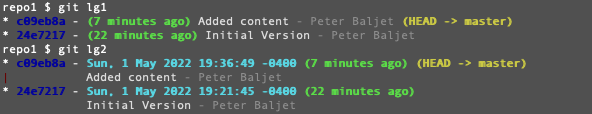 repo1 $ git lg1
* c09eb8a - (7 minutes ago) Added content - Peter Baljet (HEAD -> master)
* 24e7217 - (22 minutes ago) Initial Version - Peter Baljet
repo1 $ git lg2
* c09eb8a - Sun, 1 May 2022 19:36:49 -0400 (7 minutes ago) (HEAD -> master)
| Added content - Peter Baljet
* 24e7217 - Sun, 1 May 2022 19:21:45 -0400 (22 minutes ago)
Initial Version - Peter Baljet